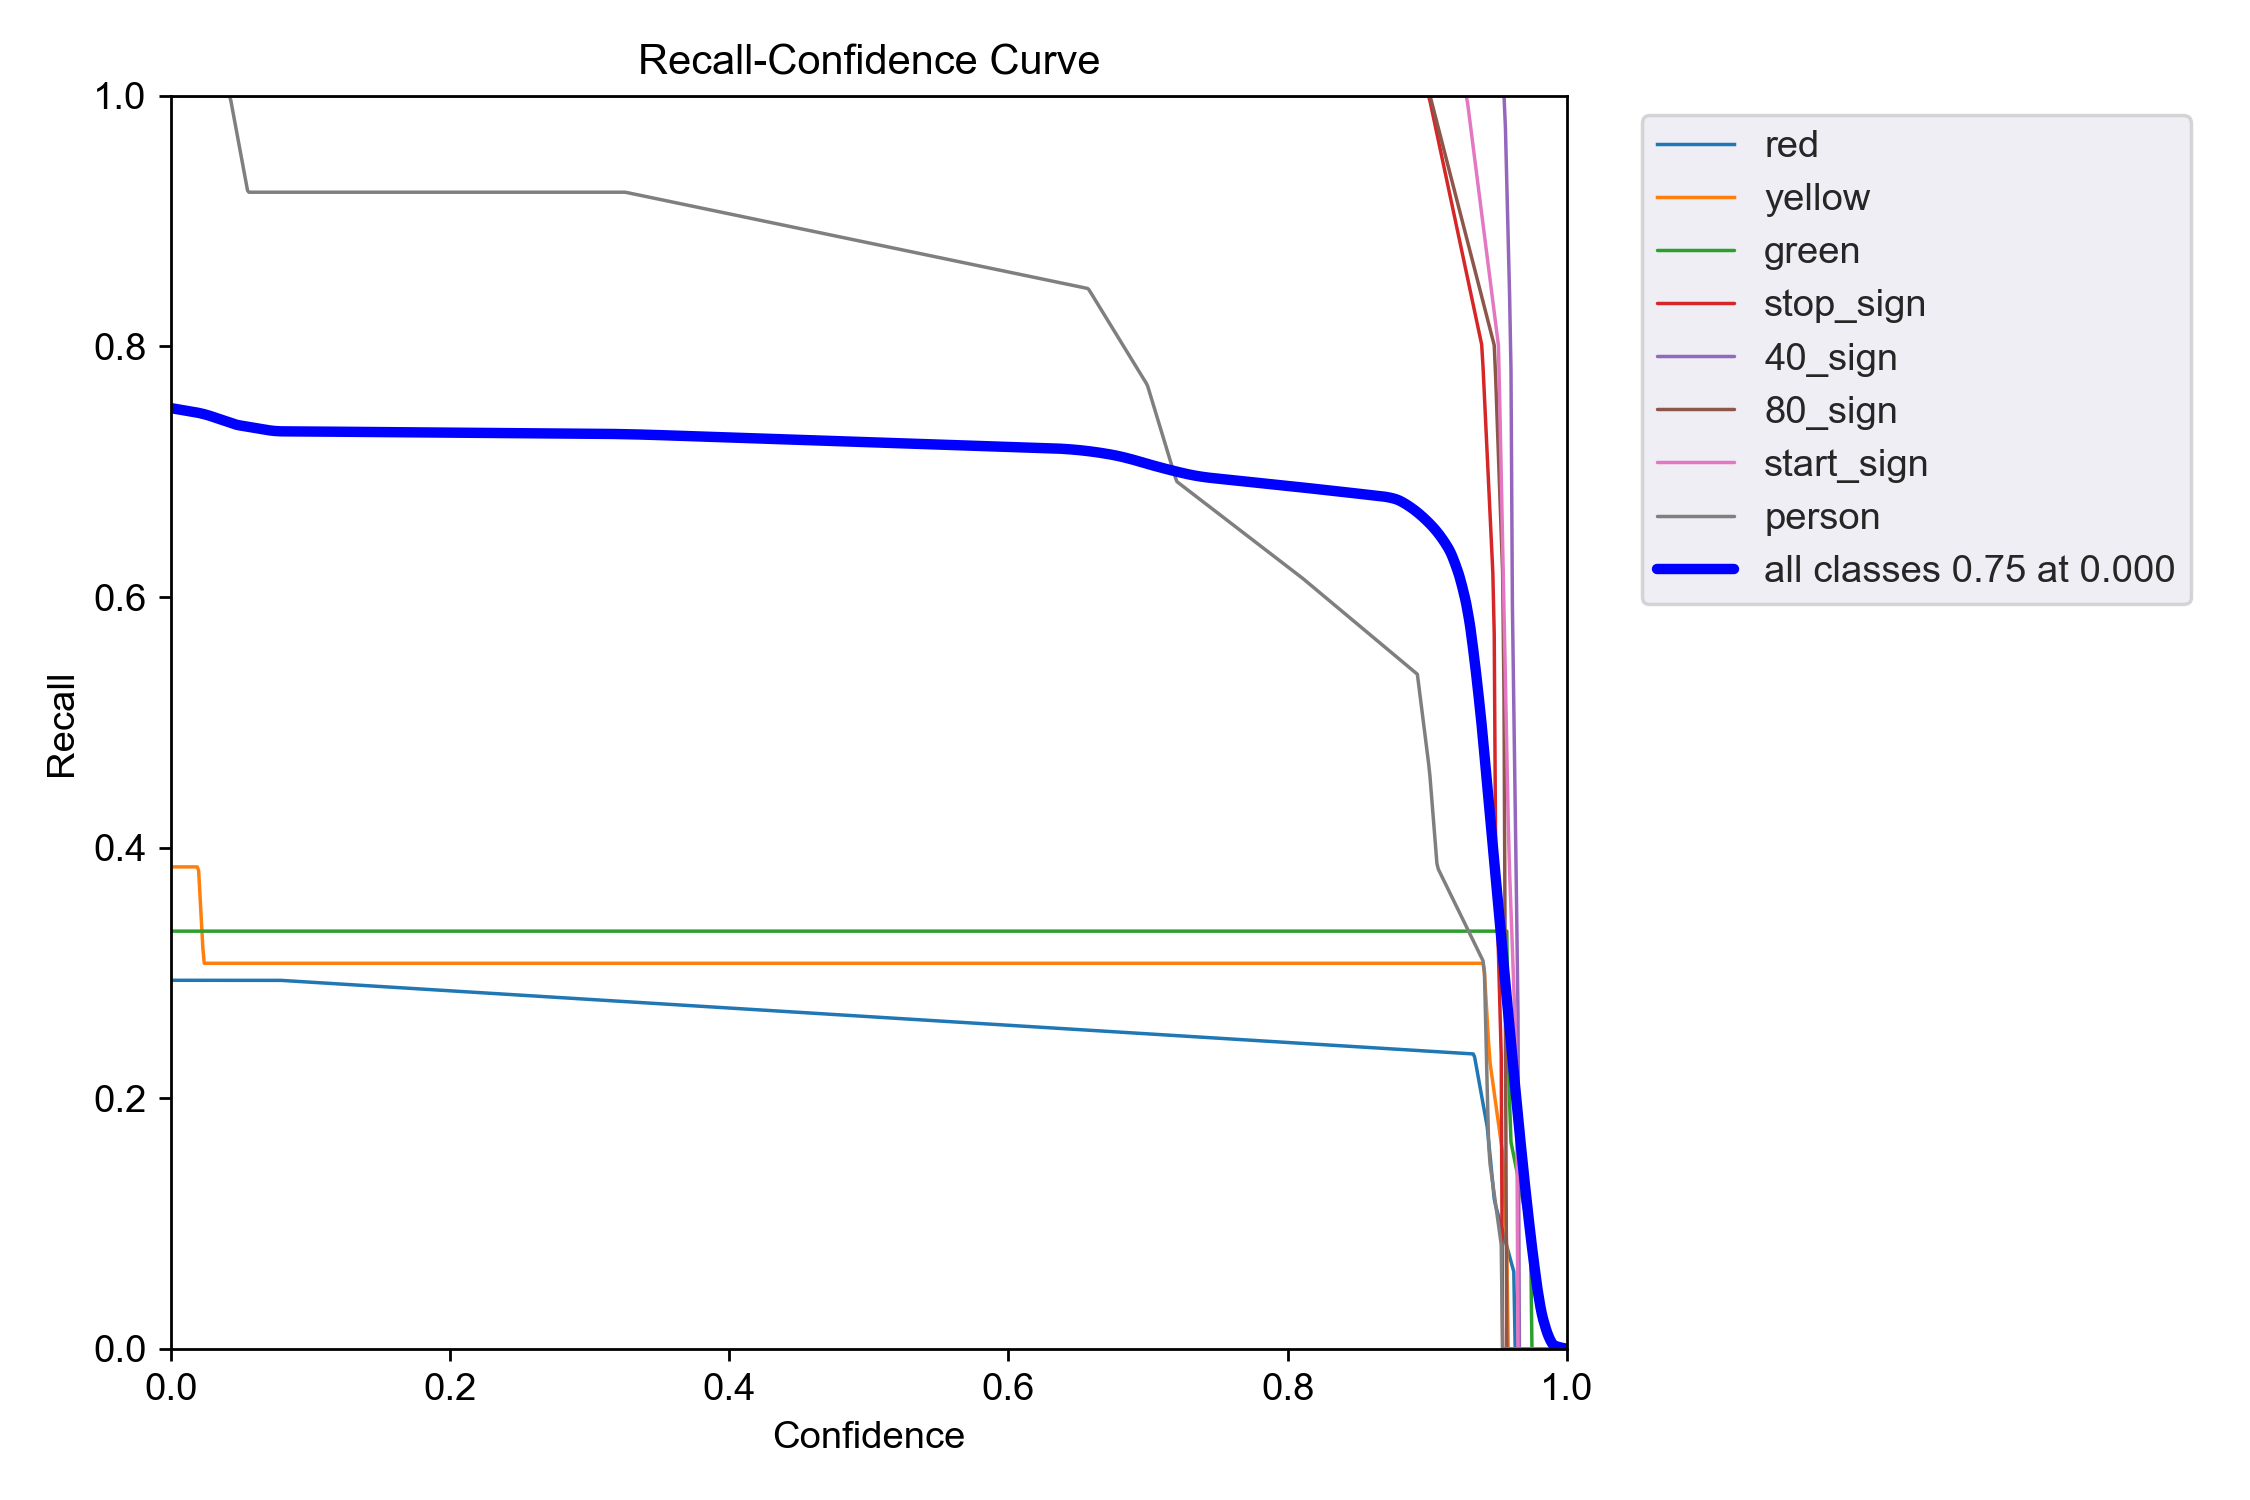 Recall-Confidence Curve
1.0
0.8
0.6
0.4
0.2
0.0
Recall
0.0 0.2 0.4 0.6 0.8 1.0
Confidence
red
yellow
green
stop_sign
40_sign
80_sign
start_sign
person
all classes 0.75 at 0.000